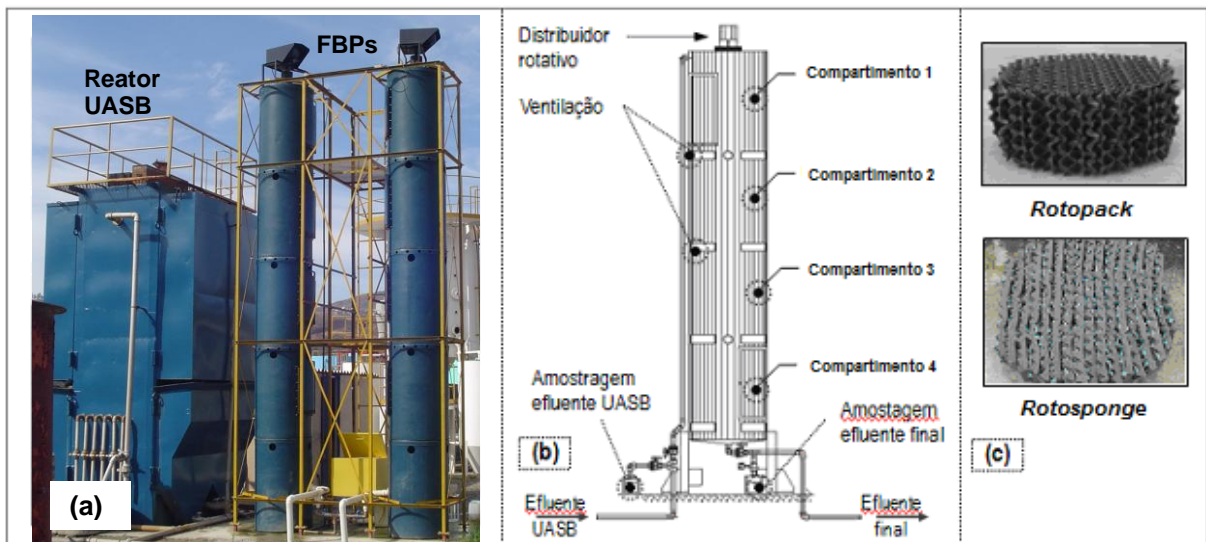 FBPs
Reator
UASB
(a)
Distribuidor
rotativo
Ventilação
Compartimento 1
Compartimento 2
Compartimento 3
Compartimento 4
Amostragem
efluente UASB
Amostagem
efluente final
(b)
Efluente
UASB
Efluente
final
Rotopack
Rotosponge
(c)